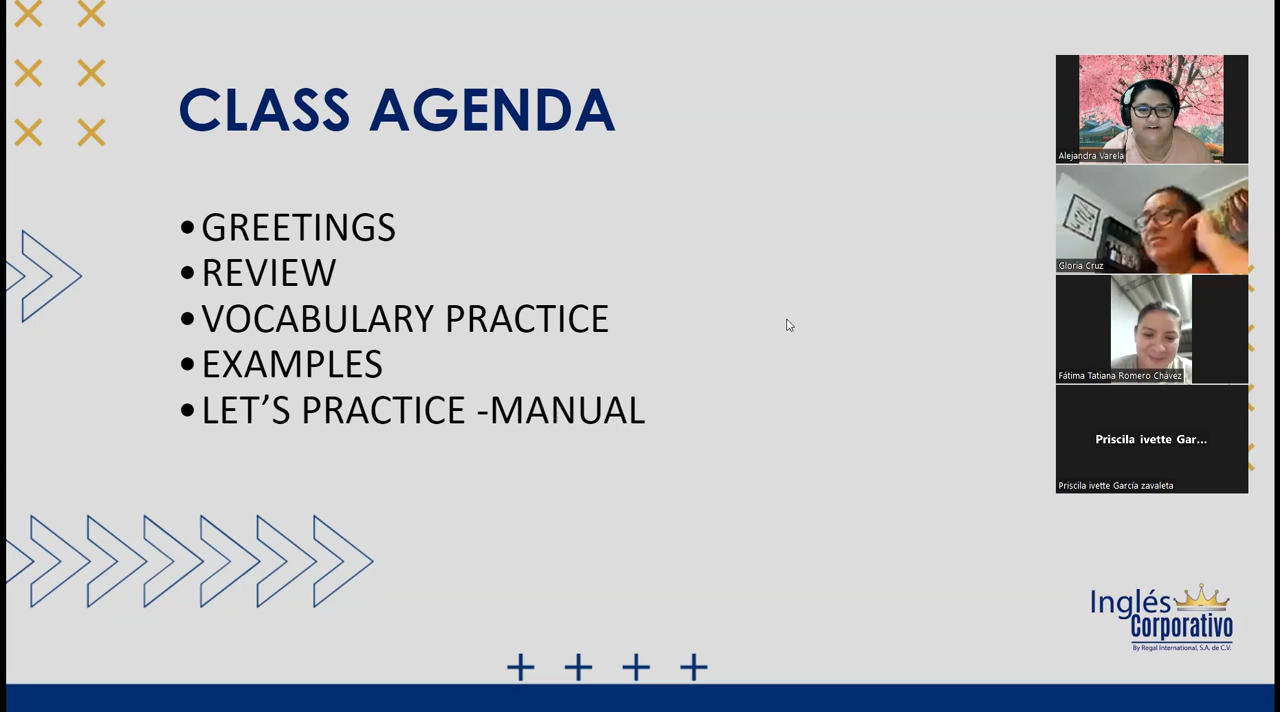 CLASS AGENDA
•GREETINGS
•REVIEW
•VOCABULARY PRACTICE
•EXAMPLES
•LET’S PRACTICE -MANUAL
Alejandra Varela
Gloria Cruz
Fátima Tatiana Romero Chávez
Priscila ivette Gar...
Priscila ivette García zavaleta
Inglés
Corporativo
By Regal International, S.A. de C.V.